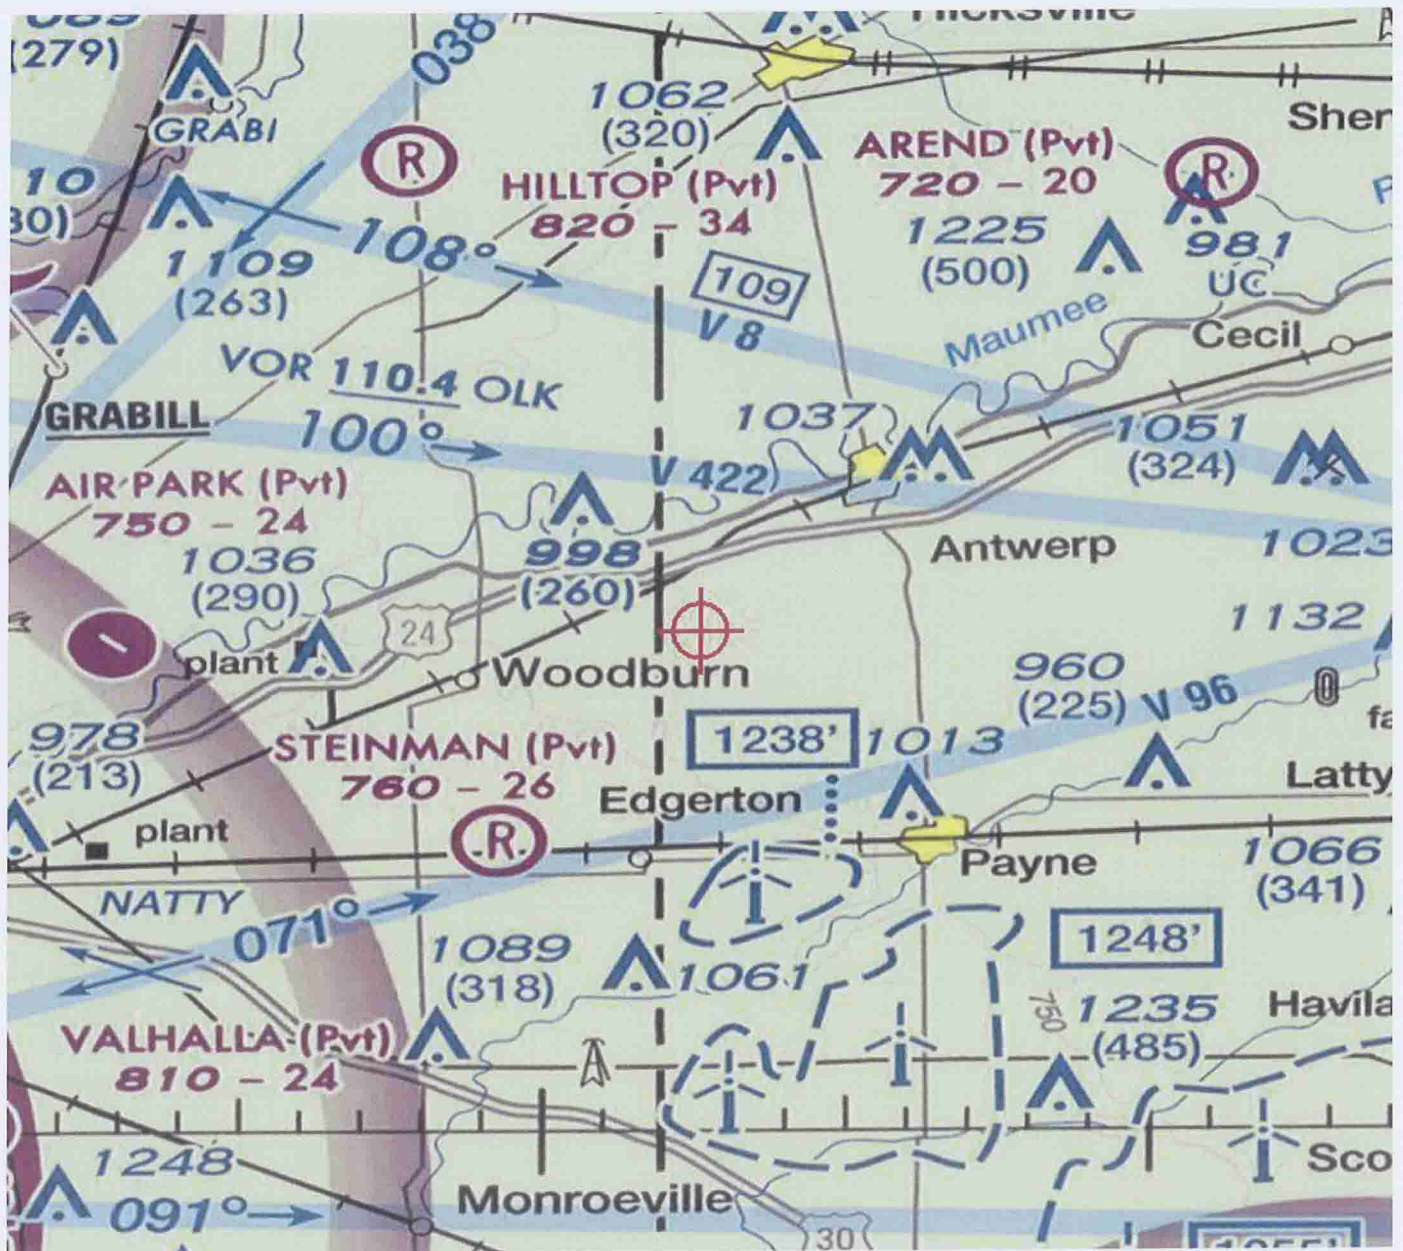 (279)
038
Hicksville
GRABI
1062
(320)
Sher
R
AREND (Pvt)
720 - 20
R
10
HILLTOP (Pvt)
820 - 34
1225
(500)
981
UC
1109
(263)
108°
109
V 8
Maumee
Cecil
VOR 110.4 OLK
GRABILL
100°
1037
1051
(324)
V 422
AIR PARK (Pvt)
750 - 24
1036
(290)
998
(260)
Antwerp
1023
24
plant
Woodburn
1132
960
(225)
V 96
978
(213)
STEINMAN (Pvt)
760 - 26
1238'
1013
Edgerton
Latty
plant
R
Payne
1066
(341)
NATTY
071°
1089
(318)
1061
1248'
750
1235
(485)
Havila
VALHALLA (Pvt)
810 - 24
1248
091°
Monroeville
30
Sco